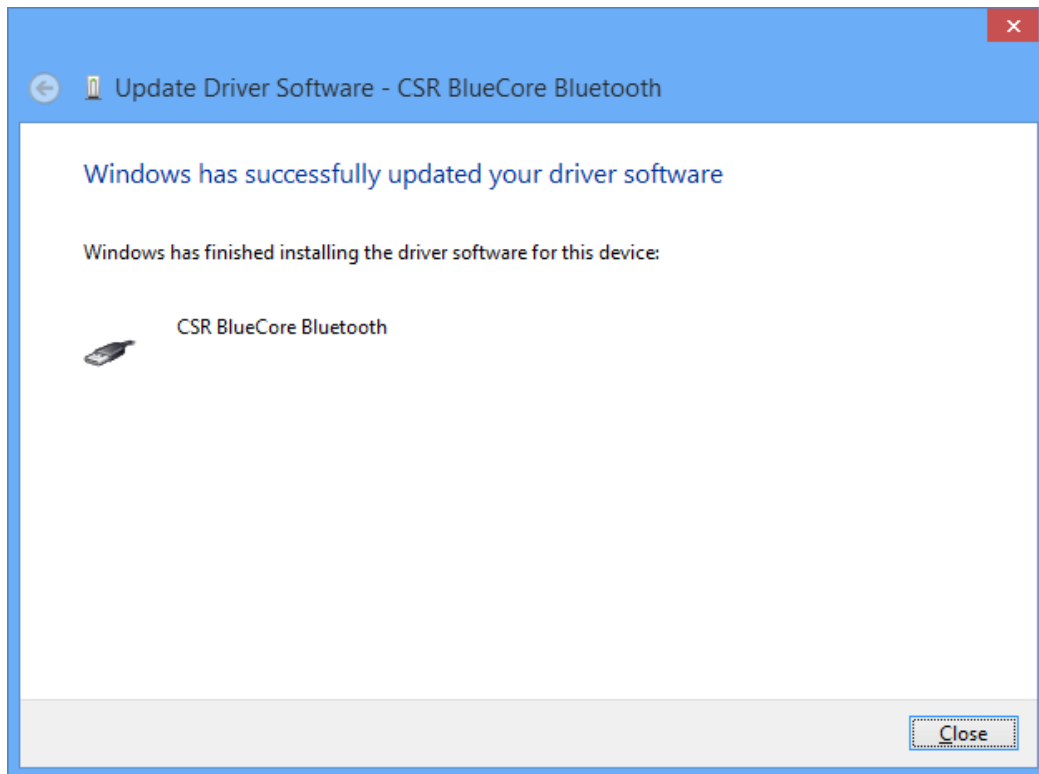 Update Driver Software - CSR BlueCore Bluetooth
Windows has successfully updated your driver software
Windows has finished installing the driver software for this device:
CSR BlueCore Bluetooth
Close